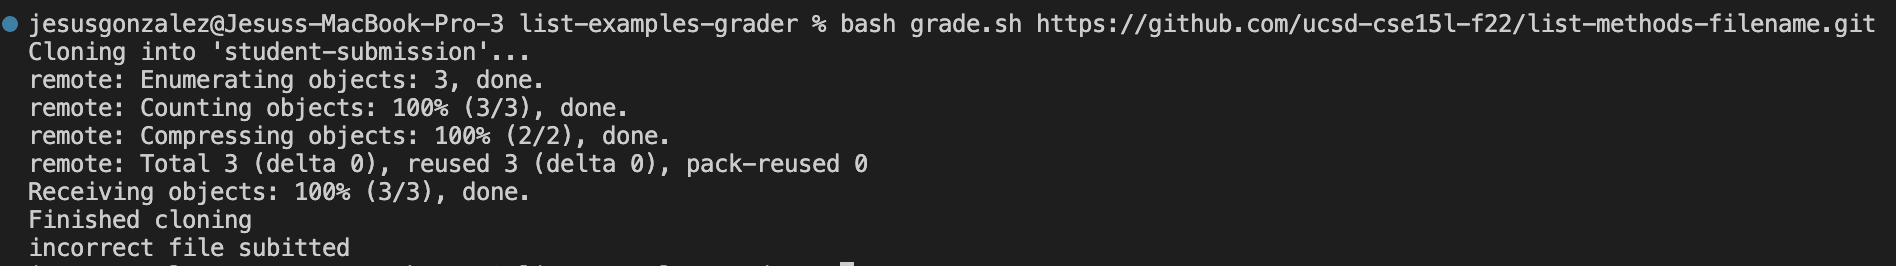 jesusgonzalez@Jesuss-MacBook-Pro-3 list-examples-grader % bash grade.sh https://github.com/ucsd-cse15l-f22/list-methods-filename.git
Cloning into 'student-submission'...
remote: Enumerating objects: 3, done.
remote: Counting objects: 100% (3/3), done.
remote: Compressing objects: 100% (2/2), done.
remote: Total 3 (delta 0), reused 3 (delta 0), pack-reused 0
Receiving objects: 100% (3/3), done.
Finished cloning
incorrect file subitted